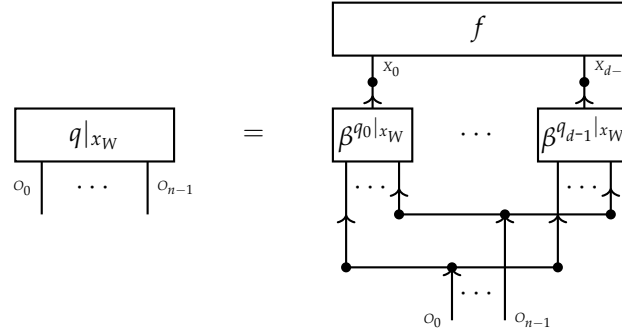 f
X_0 X_{d-
q|_{x_W} = β^{q_0|_{x_W}} ··· β^{q_{d-1}|_{x_W}}
O_0 ··· O_{n-1} ··· ···
···
O_0 O_{n-1}